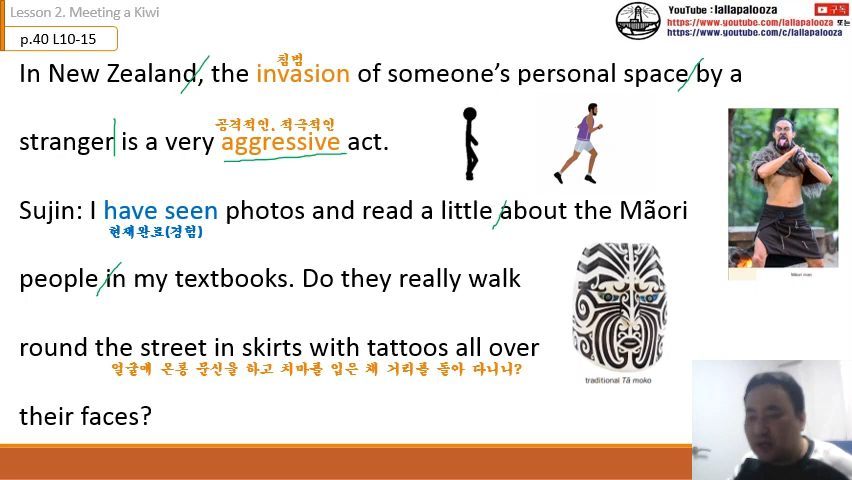 Lesson 2. Meeting a Kiwi
YouTube : lallapalooza 구독
https://www.youtube.com/lallapalooza 또는
https://www.youtube.com/c/lallapalooza
p.40 L10-15
침범
In New Zealand, the invasion of someone's personal space by a
공격적인, 적극적인
stranger is a very aggressive act.
Sujin: I have seen photos and read a little about the Mãori
현재완료(경험)
people in my textbooks. Do they really walk
round the street in skirts with tattoos all over
얼굴에 온통 문신을 하고 치마를 입은 채 거리를 돌아 다니니?
their faces?
Māori man
traditional Tā moko